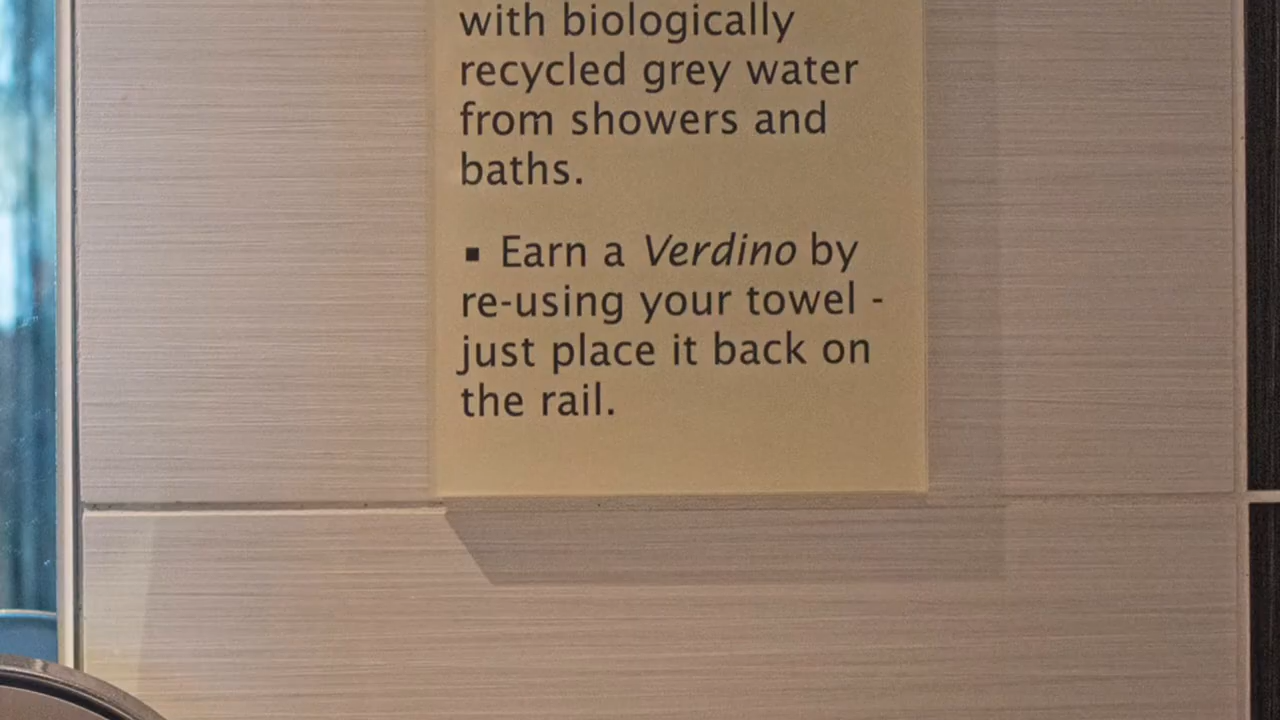 with biologically
recycled grey water
from showers and
baths.
▪ Earn a Verdino by
re-using your towel -
just place it back on
the rail.